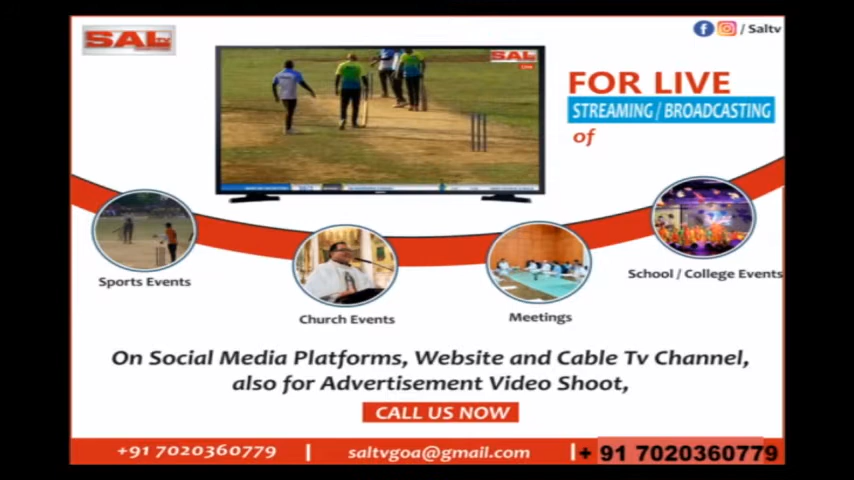 SAL TV
/ Saltv
SAL
FOR LIVE
STREAMING / BROADCASTING
of
Sports Events
Church Events
Meetings
School / College Events
On Social Media Platforms, Website and Cable Tv Channel,
also for Advertisement Video Shoot,
CALL US NOW
+91 7020360779 | saltvgoa@gmail.com | + 91 7020360779